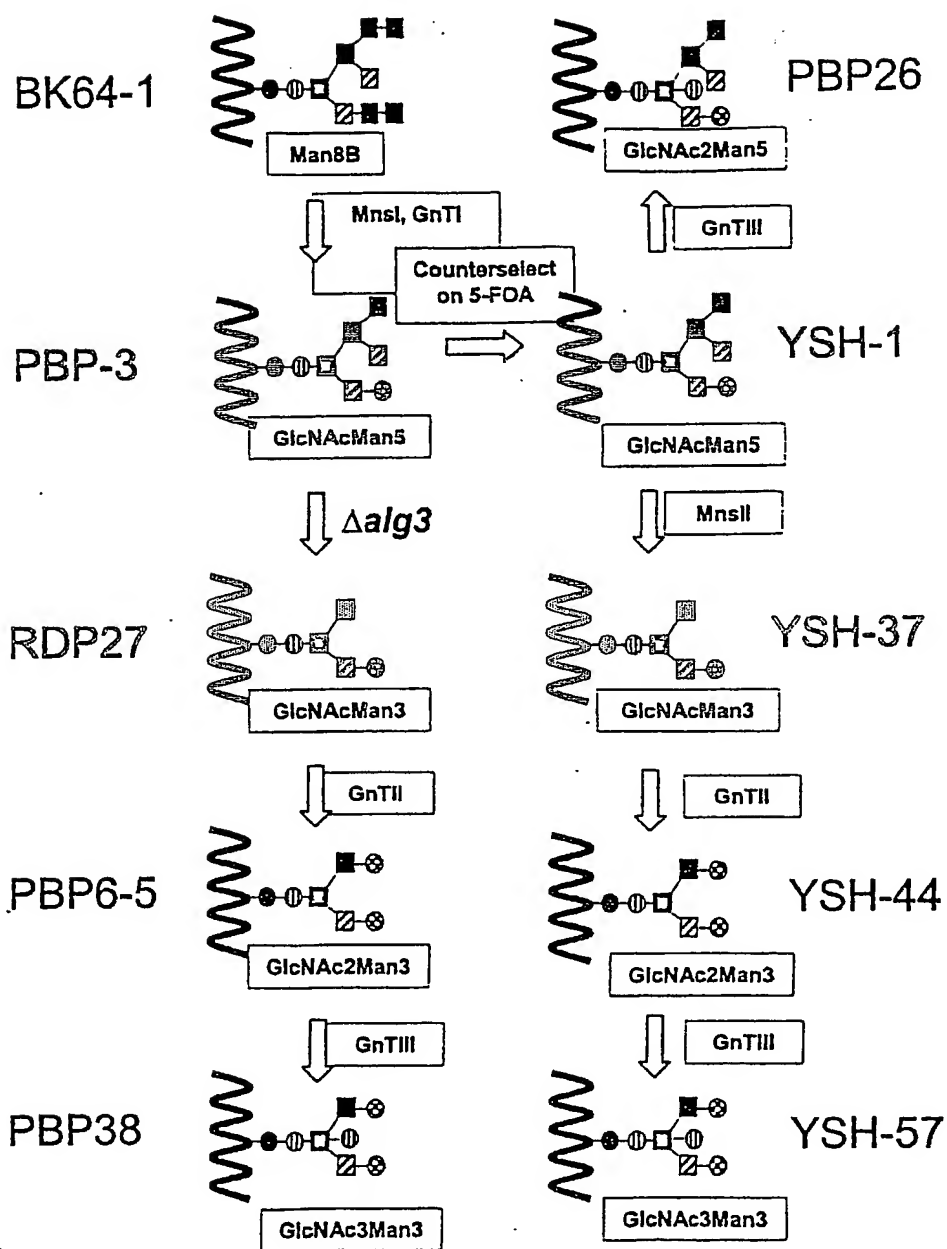 BK64-1
Man8B
PBP26
GlcNAc2Man5
MnsI, GnTI
GnTIII
Counterselect
on 5-FOA
PBP-3
GlcNAcMan5
YSH-1
GlcNAcMan5
Δalg3
MnsII
RDP27
GlcNAcMan3
YSH-37
GlcNAcMan3
GnTII
GnTII
PBP6-5
GlcNAc2Man3
YSH-44
GlcNAc2Man3
GnTIII
GnTIII
PBP38
GlcNAc3Man3
YSH-57
GlcNAc3Man3